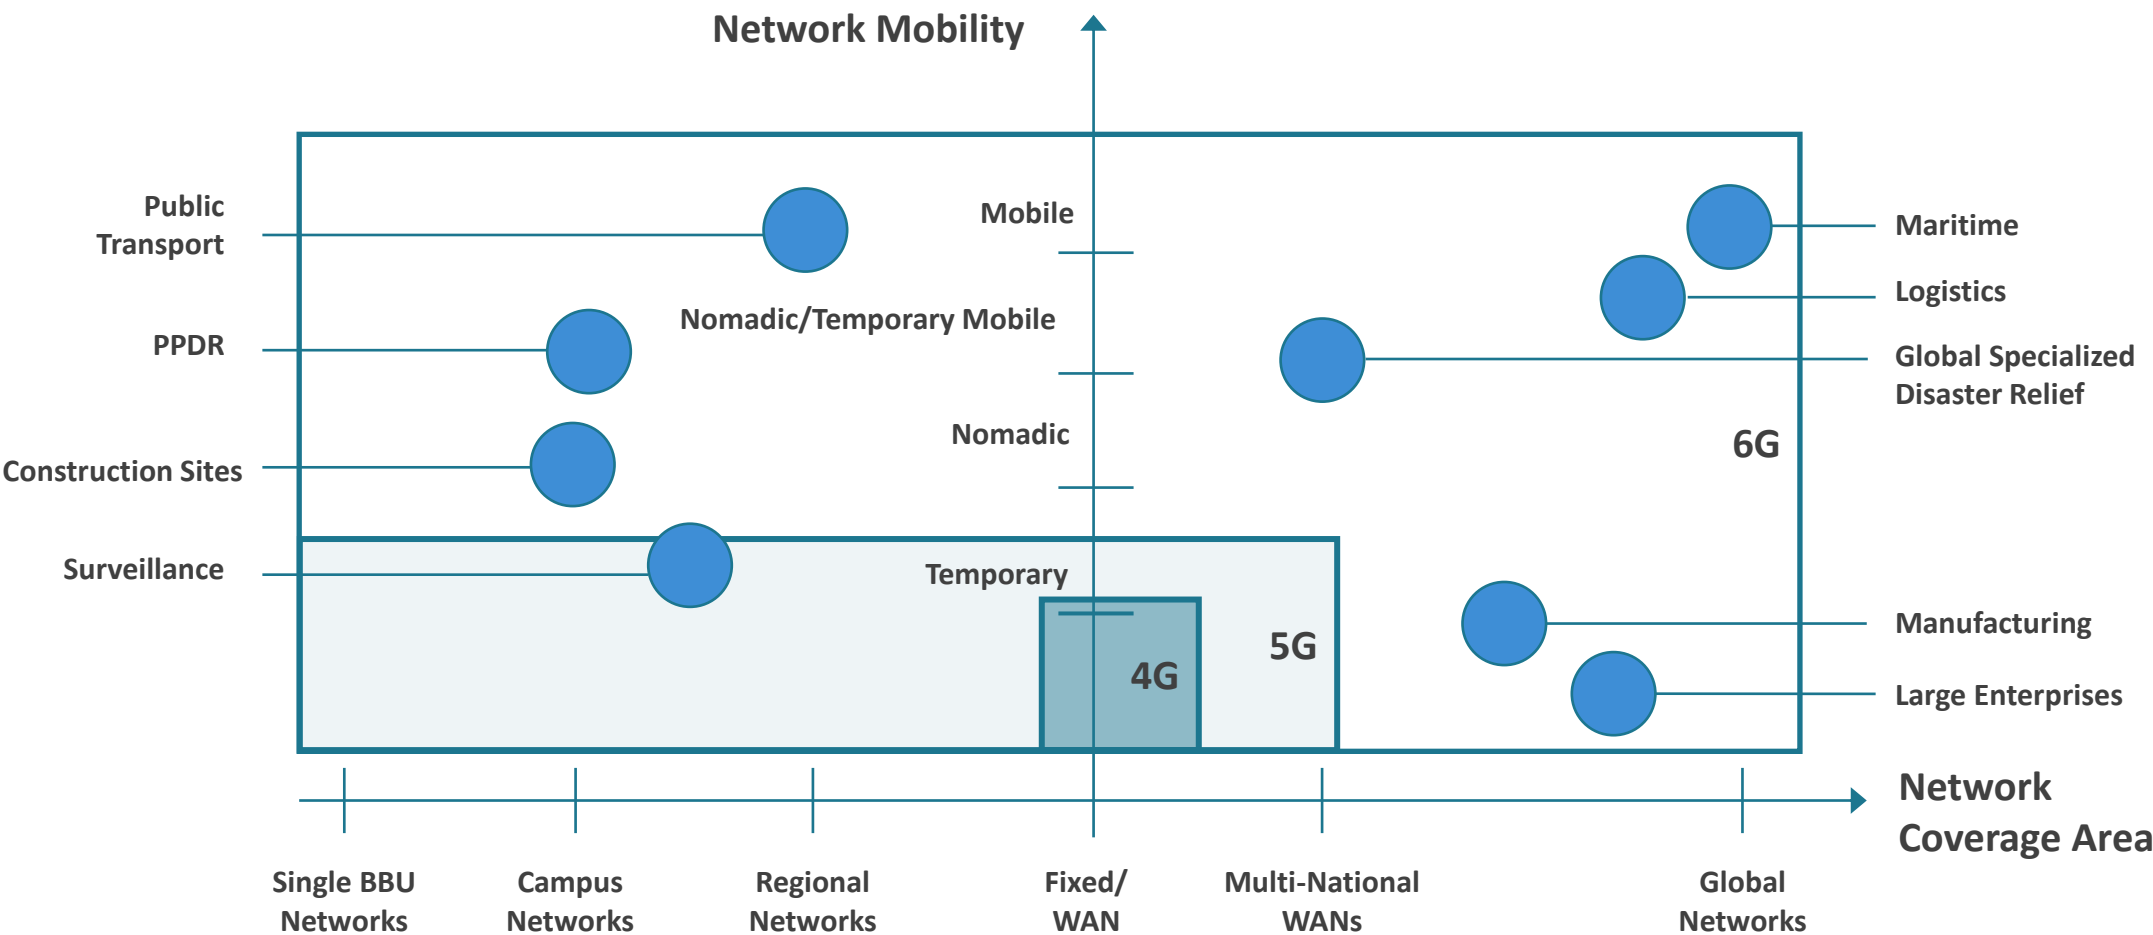 Network Mobility
Public
Transport
PPDR
Construction Sites
Surveillance
Mobile
Nomadic/Temporary Mobile
Nomadic
Temporary
4G
5G
6G
Maritime
Logistics
Global Specialized
Disaster Relief
Manufacturing
Large Enterprises
Network
Coverage Area
Single BBU
Networks
Campus
Networks
Regional
Networks
Fixed/
WAN
Multi-National
WANs
Global
Networks